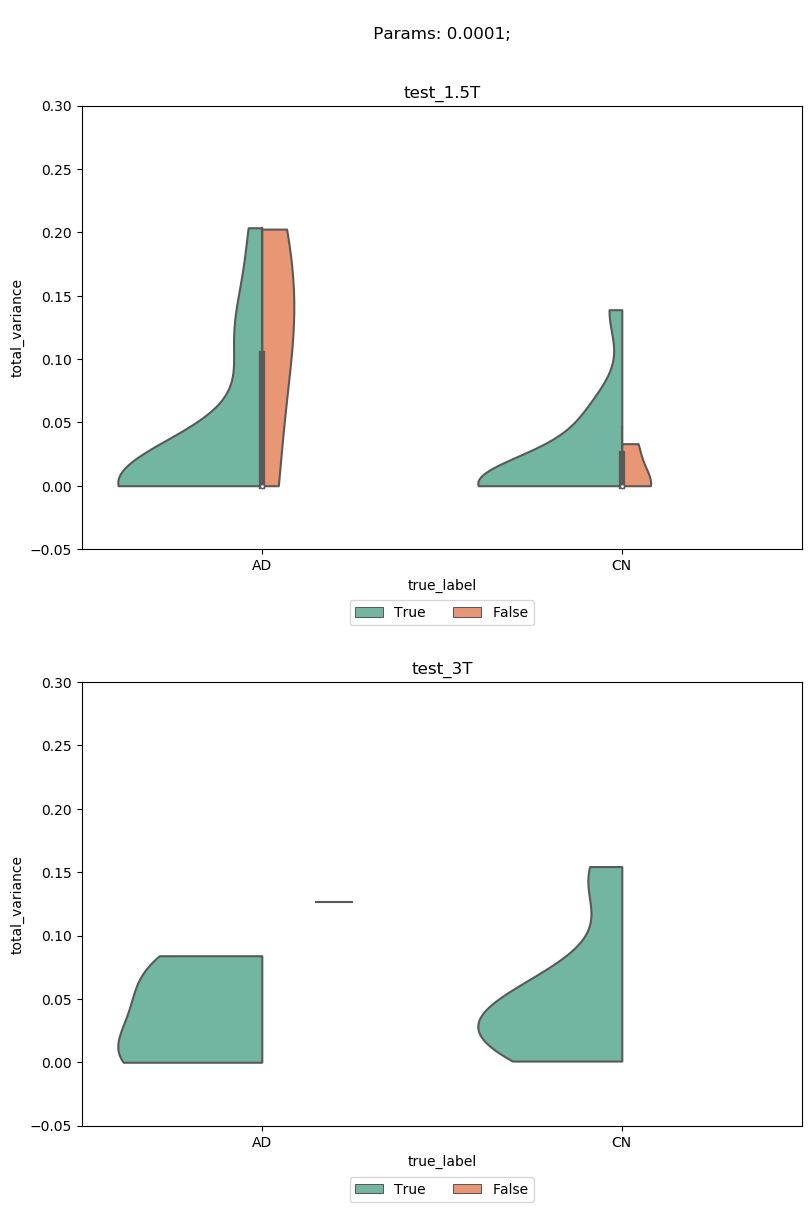 Params: 0.0001;
test_1.5T
0.30
0.25
0.20
0.15
0.10
0.05
0.00
−0.05
total_variance
AD CN
true_label
True False
test_3T
0.30
0.25
0.20
0.15
0.10
0.05
0.00
−0.05
total_variance
AD CN
true_label
True False